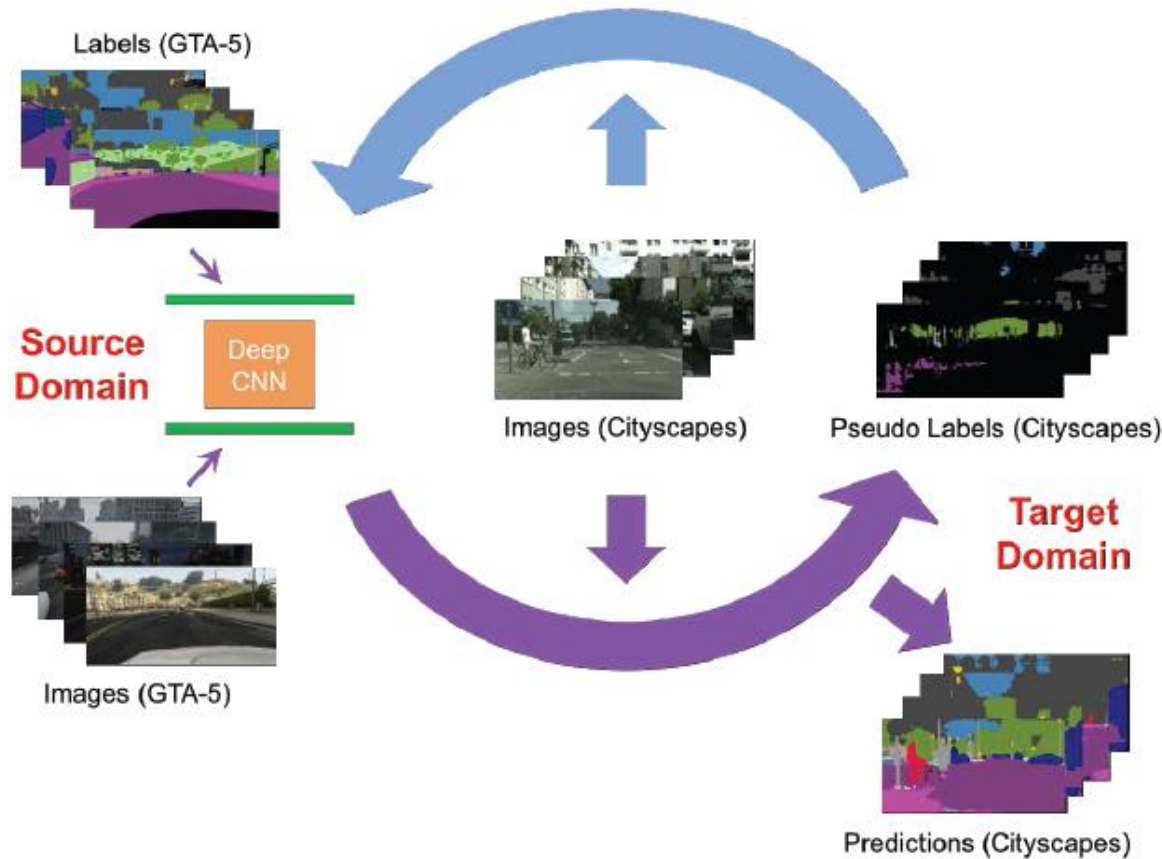 Labels (GTA-5)
Source
Domain
Deep
CNN
Images (Cityscapes)
Pseudo Labels (Cityscapes)
Target
Domain
Images (GTA-5)
Predictions (Cityscapes)